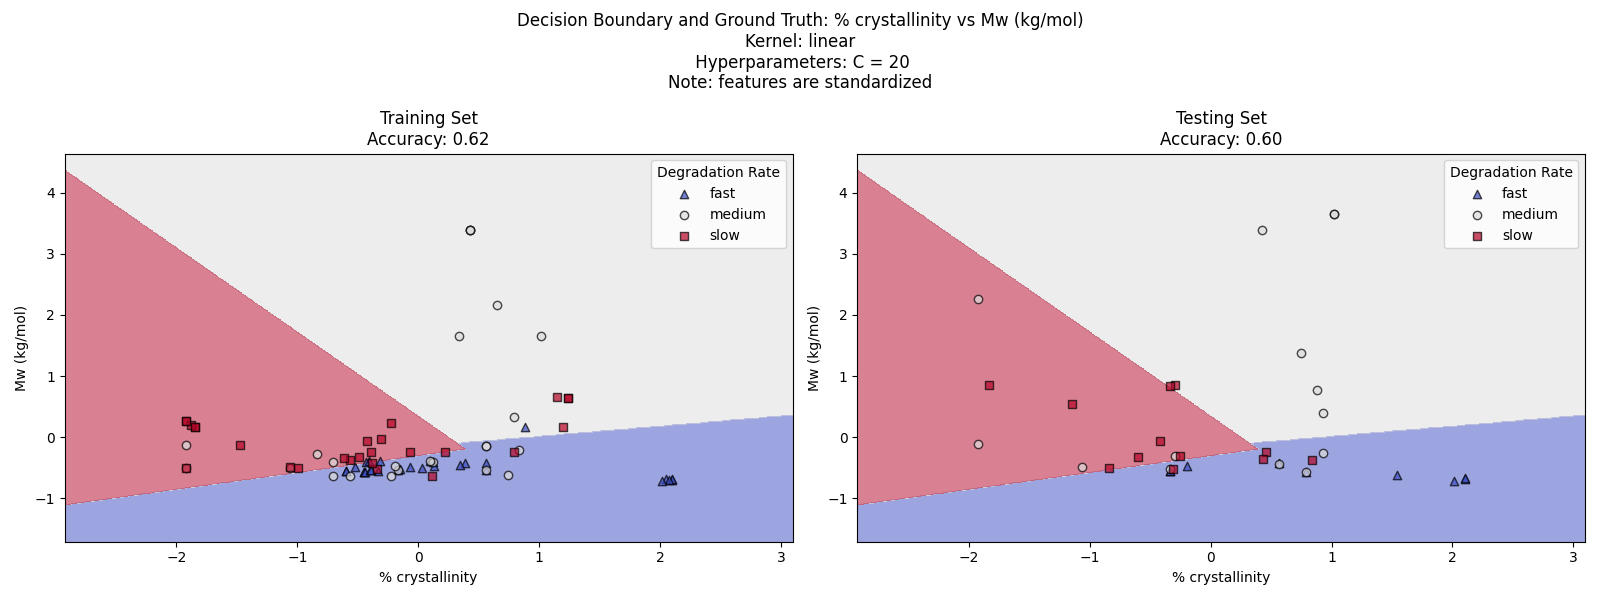 Decision Boundary and Ground Truth: % crystallinity vs Mw (kg/mol)
Kernel: linear
Hyperparameters: C = 20
Note: features are standardized
Training Set
Accuracy: 0.62
Degradation Rate
fast
medium
slow
4
3
2
1
0
−1
Mw (kg/mol)
−2
−1
0
1
2
3
% crystallinity
Testing Set
Accuracy: 0.60
Degradation Rate
fast
medium
slow
4
3
2
1
0
−1
Mw (kg/mol)
−2
−1
0
1
2
3
% crystallinity